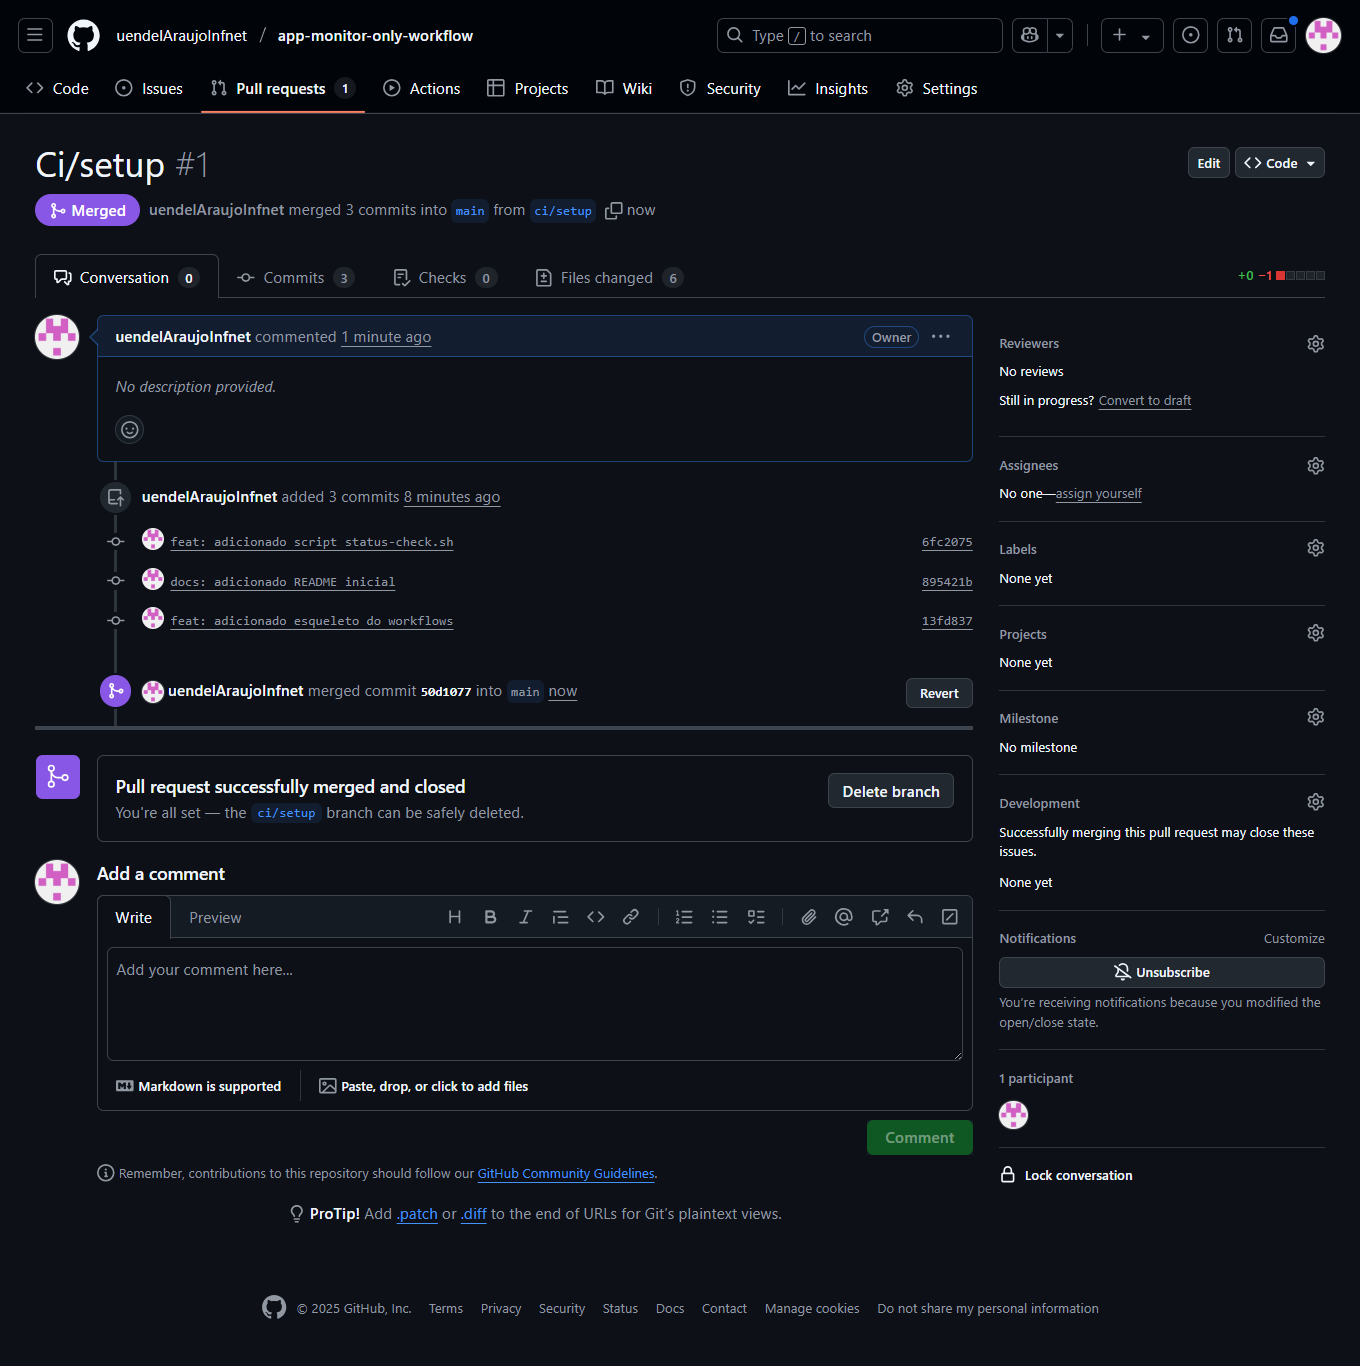 uendelAraujoInfnet / app-monitor-only-workflow
Type / to search
Code
Issues
Pull requests 1
Actions
Projects
Wiki
Security
Insights
Settings
Ci/setup #1
Edit
Code
Merged
uendelAraujoInfnet merged 3 commits into main from ci/setup now
Conversation 0
Commits 3
Checks 0
Files changed 6
+0 −1
uendelAraujoInfnet commented 1 minute ago
Owner
No description provided.
uendelAraujoInfnet added 3 commits 8 minutes ago
feat: adicionado script status-check.sh
6fc2075
docs: adicionado README inicial
895421b
feat: adicionado esqueleto do workflows
13fd837
uendelAraujoInfnet merged commit 50d1077 into main now
Revert
Pull request successfully merged and closed
You're all set — the ci/setup branch can be safely deleted.
Delete branch
Add a comment
Write
Preview
Add your comment here...
Markdown is supported
Paste, drop, or click to add files
Comment
Remember, contributions to this repository should follow our GitHub Community Guidelines.
ProTip! Add .patch or .diff to the end of URLs for Git's plaintext views.
Reviewers
No reviews
Still in progress? Convert to draft
Assignees
No one—assign yourself
Labels
None yet
Projects
None yet
Milestone
No milestone
Development
Successfully merging this pull request may close these
issues.
None yet
Notifications
Customize
Unsubscribe
You're receiving notifications because you modified the
open/close state.
1 participant
Lock conversation
© 2025 GitHub, Inc.
Terms
Privacy
Security
Status
Docs
Contact
Manage cookies
Do not share my personal information